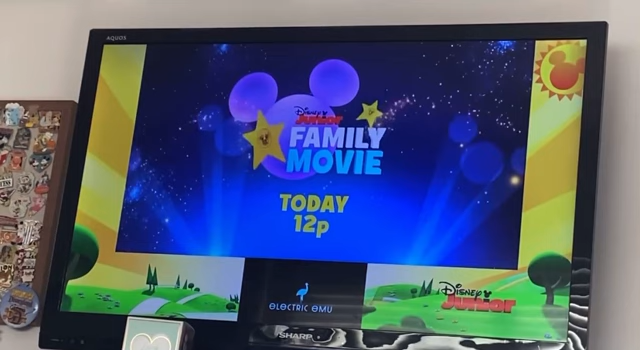 AQUOS
Disney
JUNIOR
FAMILY
MOVIE
TODAY
12p
eLectric emu
Disney
JUNIOR
SHARP